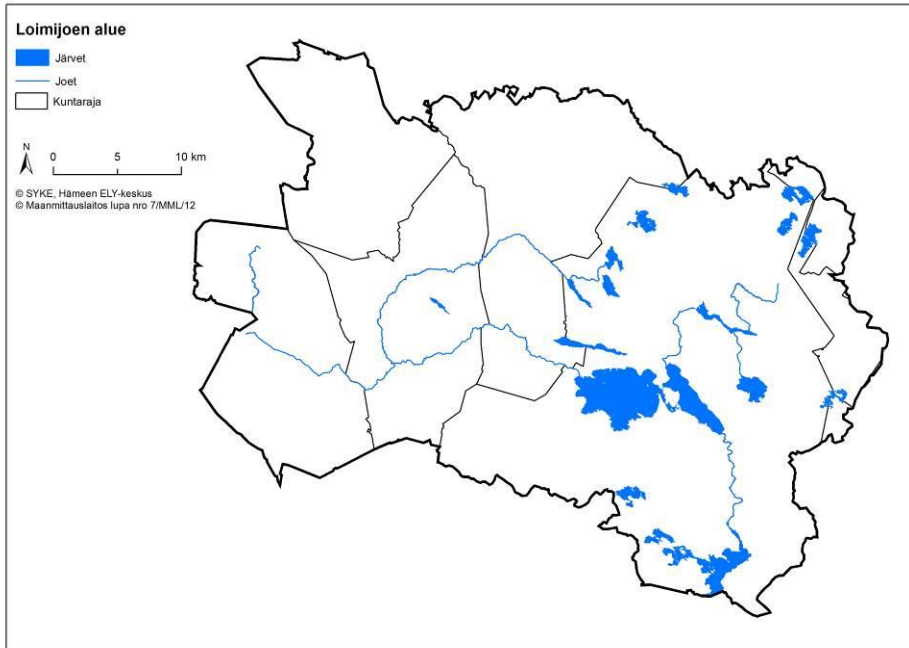 Loimijoen alue
Järvet
Joet
Kuntaraja
N
0 5 10 km
© SYKE, Hämeen ELY-keskus
© Maanmittauslaitos lupa nro 7/MML/12